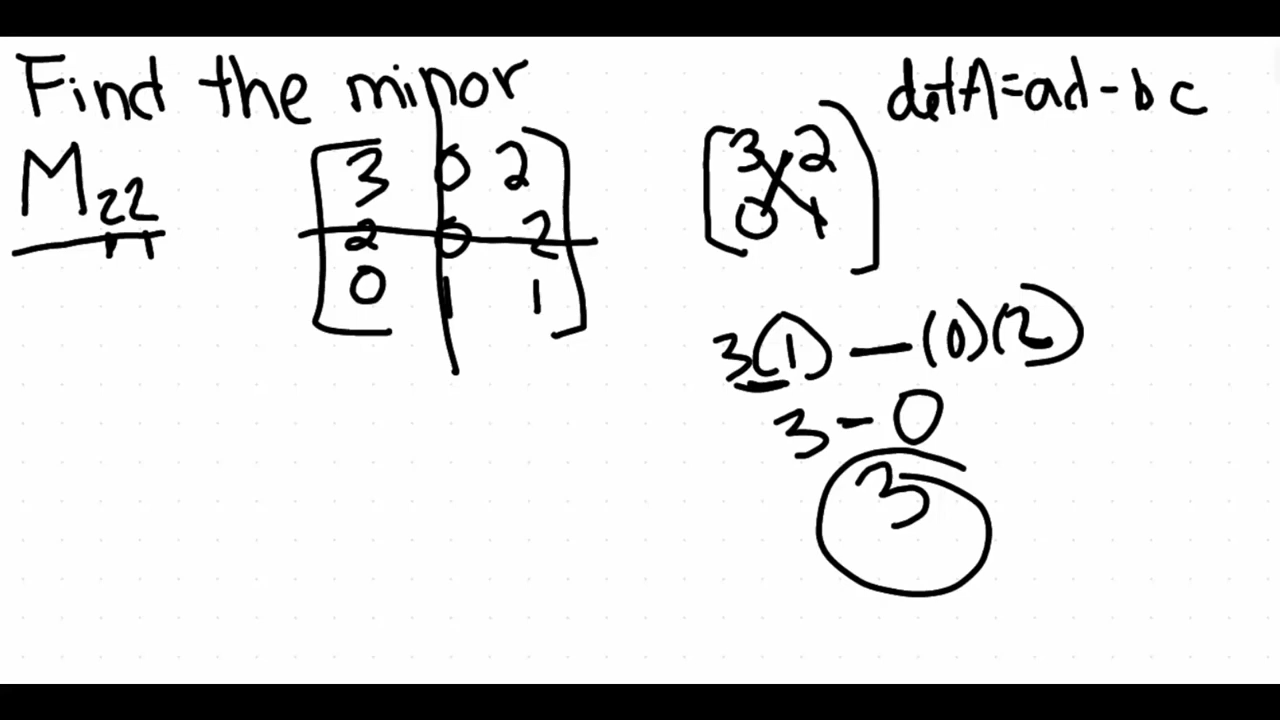 Find the minor
M22
3 0 2
2 0 2
0 1 1
3 2
0 1
detA=ad-bc
3(1) — (0)(2)
3-0
3